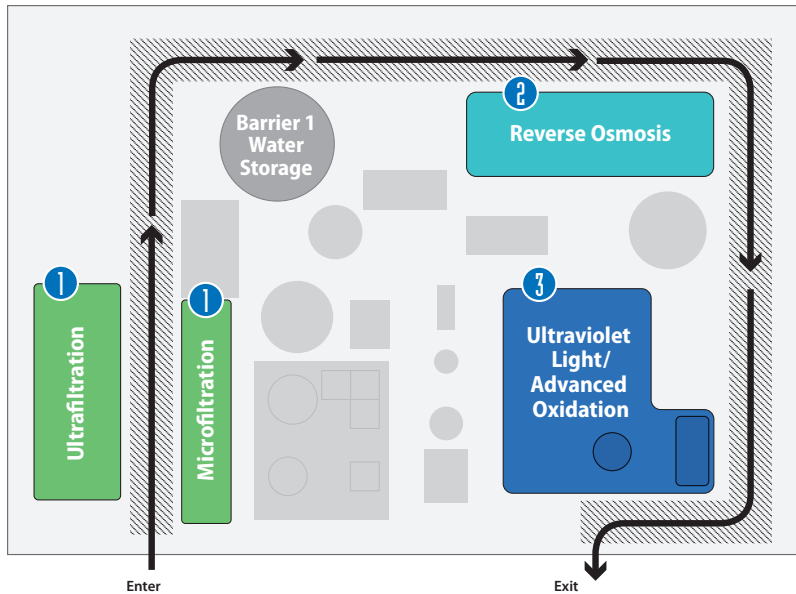 Barrier 1
Water
Storage
2
Reverse Osmosis
1
Ultrafiltration
1
Microfiltration
3
Ultraviolet
Light/
Advanced
Oxidation
Enter
Exit